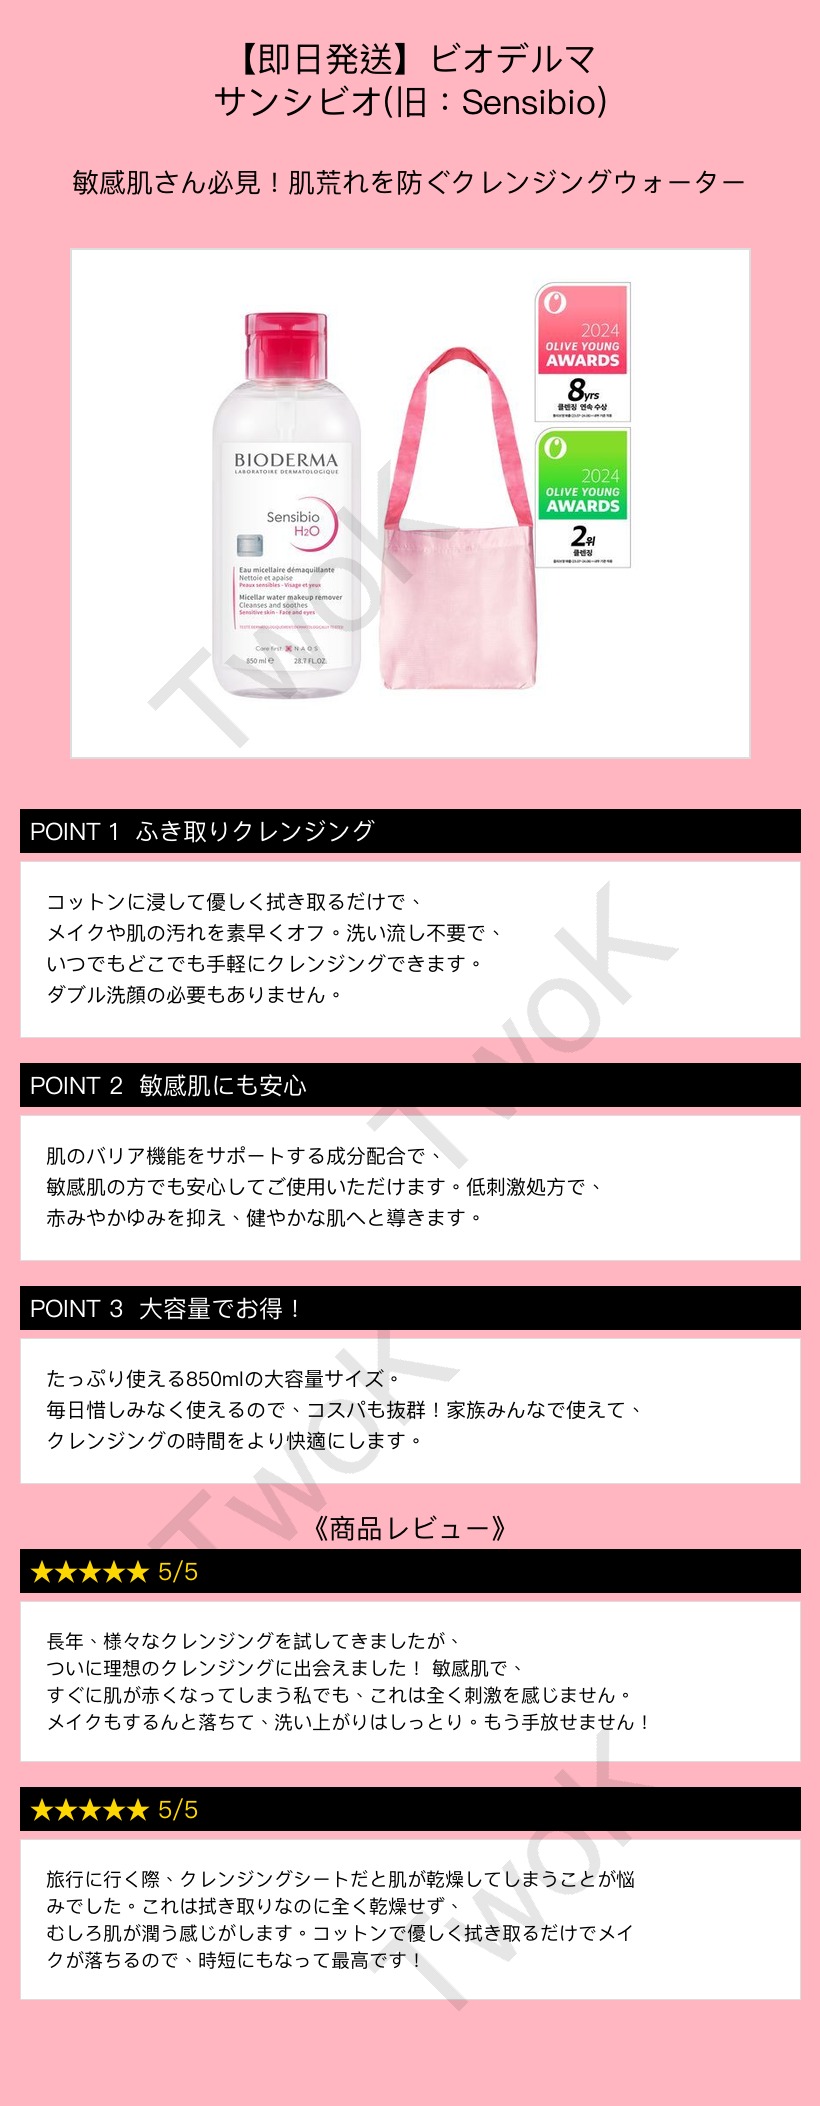 【即日発送】ビオデルマ
サンシビオ(旧：Sensibio)
敏感肌さん必見！肌荒れを防ぐクレンジングウォーター
BIODERMA
LABORATOIRE DERMATOLOGIQUE
Sensibio
H2O
Eau micellaire démaquillante
Nettoie et apaise
Peaux sensibles - Visage et yeux
Micellar water makeup remover
Cleanses and soothes
Sensitive skin - Face and eyes
Care first NAOS
850 ml e 28.7 FL.OZ.
2024
OLIVE YOUNG
AWARDS
8yrs
클렌징 연속 수상
2024
OLIVE YOUNG
AWARDS
2위
클렌징
TwoK
POINT 1 ふき取りクレンジング
コットンに浸して優しく拭き取るだけで、
メイクや肌の汚れを素早くオフ。洗い流し不要で、
いつでもどこでも手軽にクレンジングできます。
ダブル洗顔の必要もありません。
TwoK
POINT 2 敏感肌にも安心
肌のバリア機能をサポートする成分配合で、
敏感肌の方でも安心してご使用いただけます。低刺激処方で、
赤みやかゆみを抑え、健やかな肌へと導きます。
POINT 3 大容量でお得！
たっぷり使える850mlの大容量サイズ。
毎日惜しみなく使えるので、コスパも抜群！家族みんなで使えて、
クレンジングの時間をより快適にします。
TwoK
《商品レビュー》
★★★★★ 5/5
長年、様々なクレンジングを試してきましたが、
ついに理想のクレンジングに出会えました！ 敏感肌で、
すぐに肌が赤くなってしまう私でも、これは全く刺激を感じません。
メイクもするんと落ちて、洗い上がりはしっとり。もう手放せません！
★★★★★ 5/5
旅行に行く際、クレンジングシートだと肌が乾燥してしまうことが悩
みでした。これは拭き取りなのに全く乾燥せず、
むしろ肌が潤う感じがします。コットンで優しく拭き取るだけでメイ
クが落ちるので、時短にもなって最高です！
TwoK